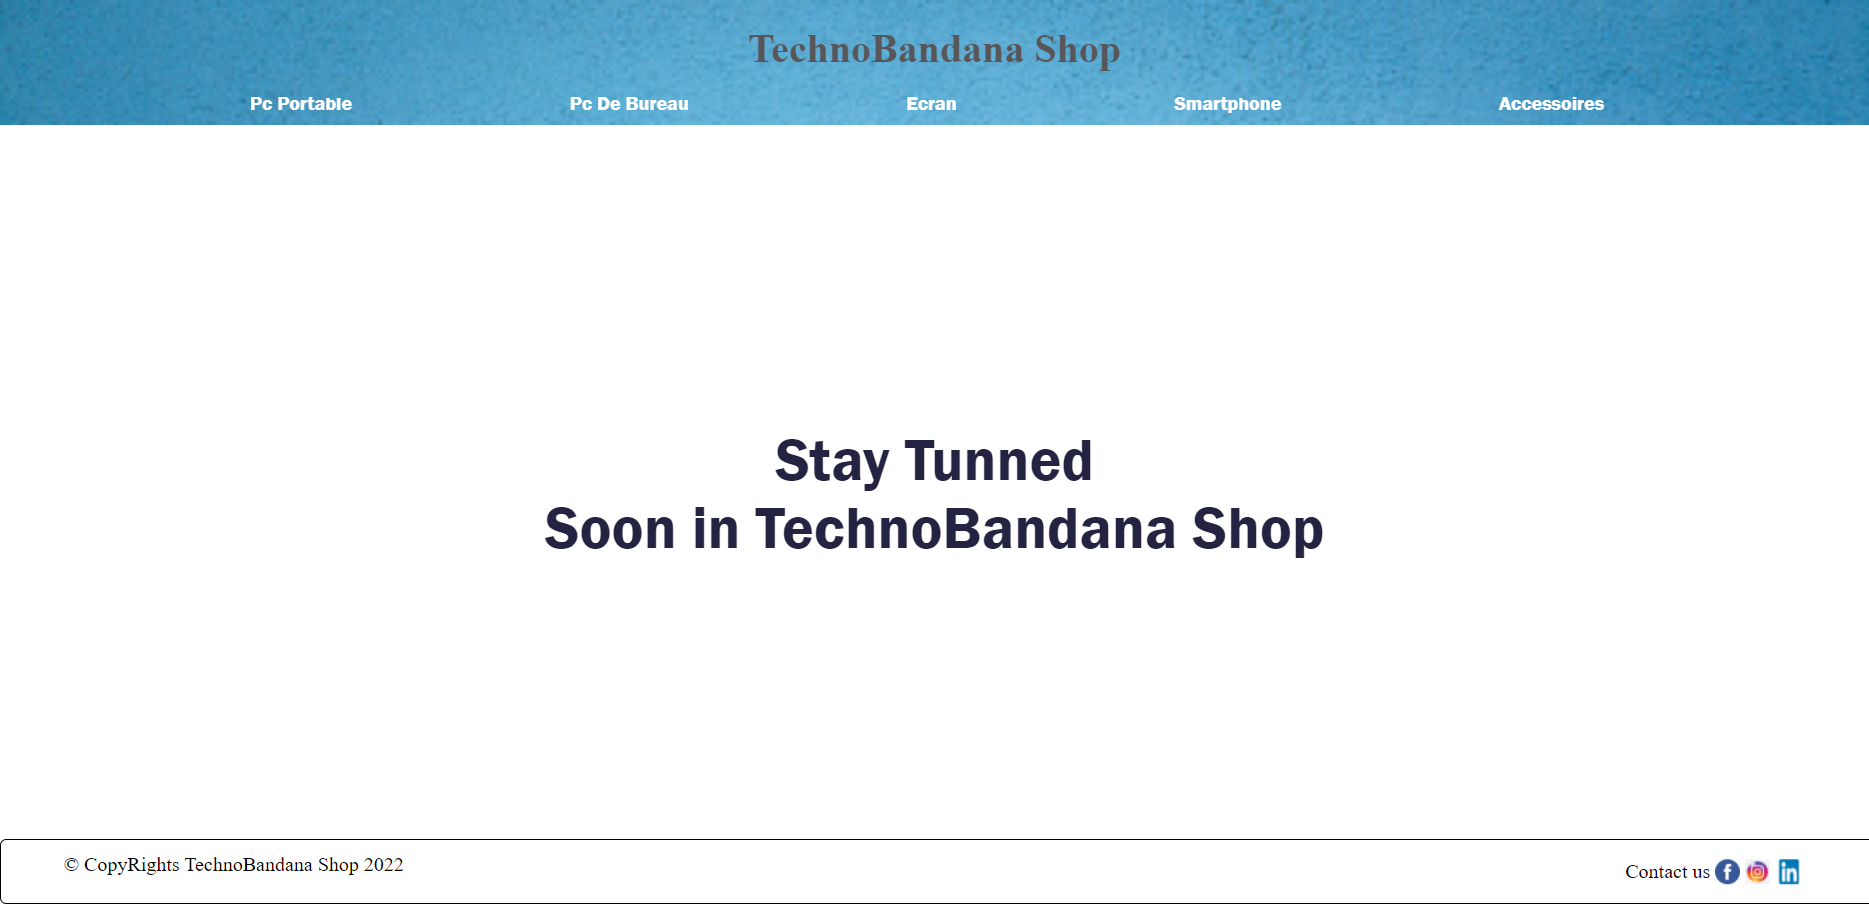 TechnoBandana Shop
Pc Portable Pc De Bureau Ecran Smartphone Accessoires
Stay Tunned
Soon in TechnoBandana Shop
© CopyRights TechnoBandana Shop 2022
Contact us